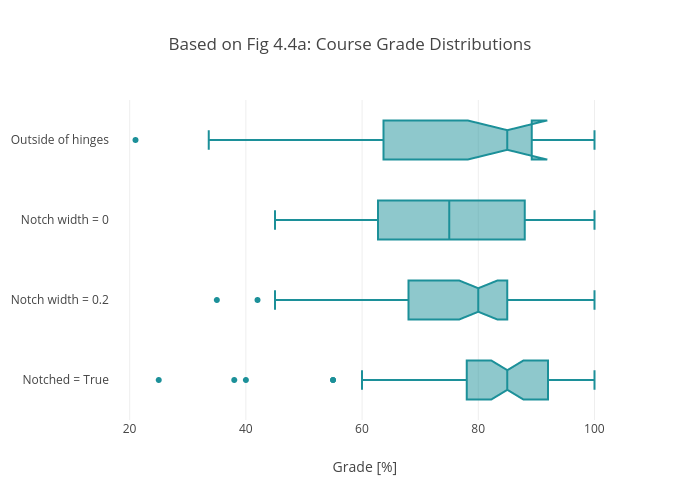 Based on Fig 4.4a: Course Grade Distributions
Outside of hinges
Notch width = 0
Notch width = 0.2
Notched = True
20 40 60 80 100
Grade [%]